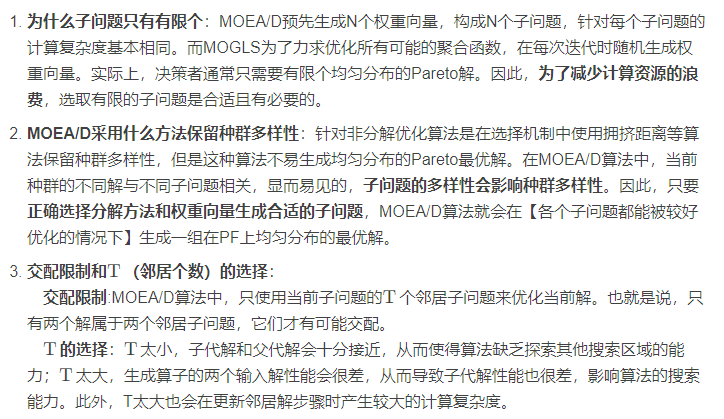 1. 为什么子问题只有有限个：MOEA/D预先生成N个权重向量，构成N个子问题，针对每个子问题的
计算复杂度基本相同。而MOGLS为了力求优化所有可能的聚合函数，在每次迭代时随机生成权
重向量。实际上，决策者通常只需要有限个均匀分布的Pareto解。因此，为了减少计算资源的浪
费，选取有限的子问题是合适且有必要的。
2. MOEA/D采用什么方法保留种群多样性：针对非分解优化算法是在选择机制中使用拥挤距离等算
法保留种群多样性，但是这种算法不易生成均匀分布的Pareto最优解。在MOEA/D算法中，当前
种群的不同解与不同子问题相关，显而易见的，子问题的多样性会影响种群多样性。因此，只要
正确选择分解方法和权重向量生成合适的子问题，MOEA/D算法就会在【各个子问题都能被较好
优化的情况下】生成一组在PF上均匀分布的最优解。
3. 交配限制和T （邻居个数）的选择：
交配限制:MOEA/D算法中，只使用当前子问题的T 个邻居子问题来优化当前解。也就是说，只
有两个解属于两个邻居子问题，它们才有可能交配。
T 的选择：T 太小，子代解和父代解会十分接近，从而使得算法缺乏探索其他搜索区域的能
力；T 太大，生成算子的两个输入解性能会很差，从而导致子代解性能也很差，影响算法的搜索
能力。此外，T太大也会在更新邻居解步骤时产生较大的计算复杂度。